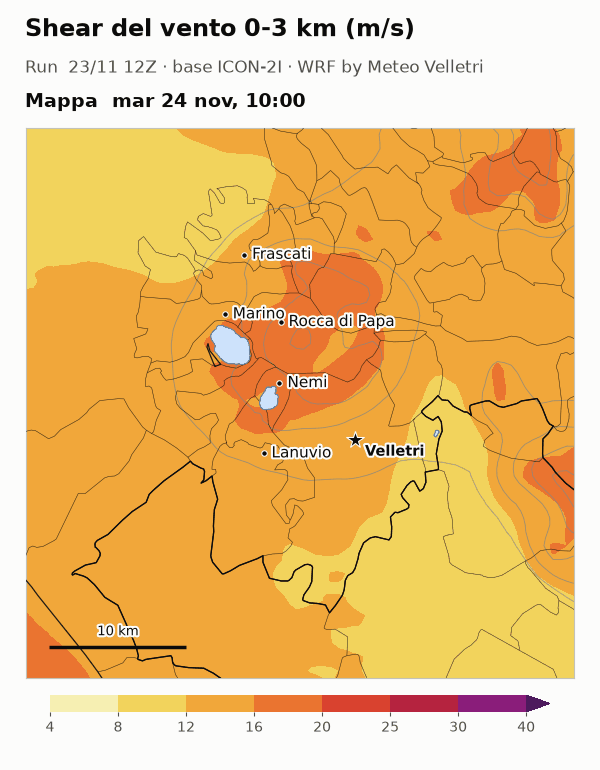 Shear del vento 0-3 km (m/s)
Run  23/11 12Z · base ICON-2I · WRF by Meteo Velletri
Mappa  mar 24 nov, 10:00
Frascati
Marino
Rocca di Papa
Nemi
Velletri
Lanuvio
10 km
4 8 12 16 20 25 30 40